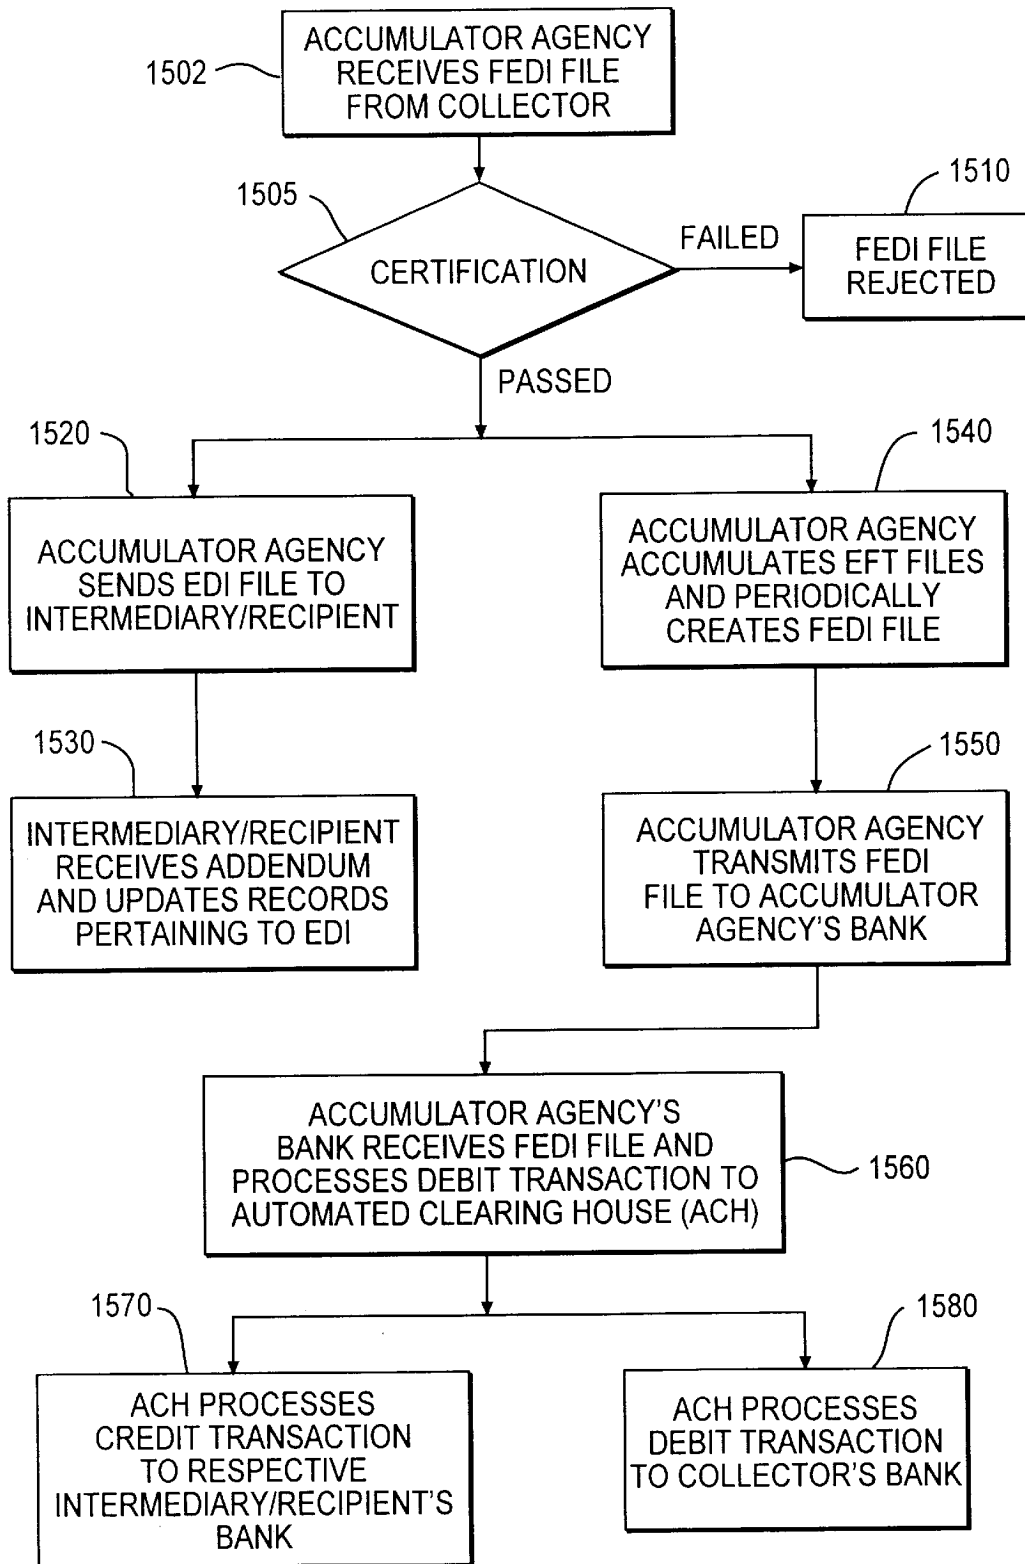 1502
ACCUMULATOR AGENCY
RECEIVES FEDI FILE
FROM COLLECTOR
1505
CERTIFICATION
FAILED
1510
FEDI FILE
REJECTED
PASSED
1520
ACCUMULATOR AGENCY
SENDS EDI FILE TO
INTERMEDIARY/RECIPIENT
1540
ACCUMULATOR AGENCY
ACCUMULATES EFT FILES
AND PERIODICALLY
CREATES FEDI FILE
1530
INTERMEDIARY/RECIPIENT
RECEIVES ADDENDUM
AND UPDATES RECORDS
PERTAINING TO EDI
1550
ACCUMULATOR AGENCY
TRANSMITS FEDI
FILE TO ACCUMULATOR
AGENCY'S BANK
ACCUMULATOR AGENCY'S
BANK RECEIVES FEDI FILE AND
PROCESSES DEBIT TRANSACTION TO
AUTOMATED CLEARING HOUSE (ACH)
1560
1570
ACH PROCESSES
CREDIT TRANSACTION
TO RESPECTIVE
INTERMEDIARY/RECIPIENT'S
BANK
1580
ACH PROCESSES
DEBIT TRANSACTION
TO COLLECTOR'S BANK